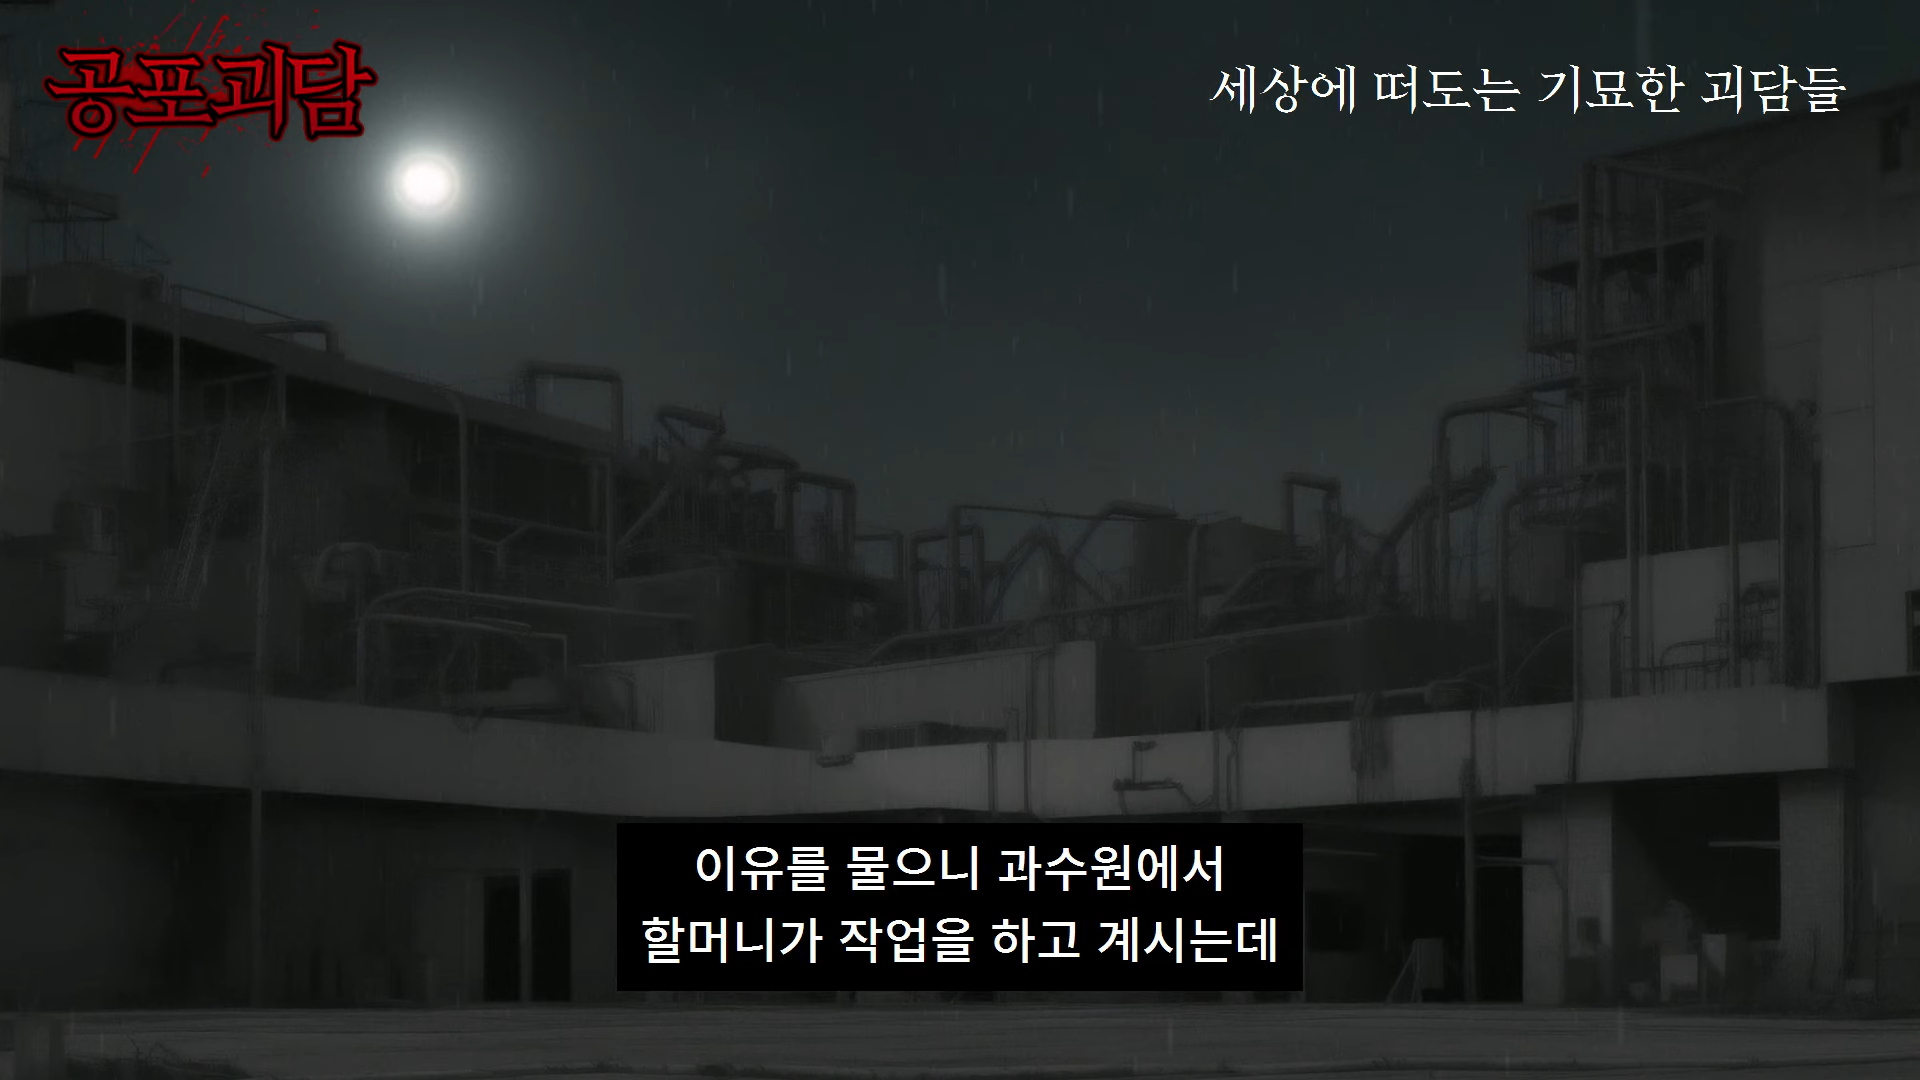 공포괴담
세상에 떠도는 기묘한 괴담들
이유를 물으니 과수원에서
할머니가 작업을 하고 계시는데